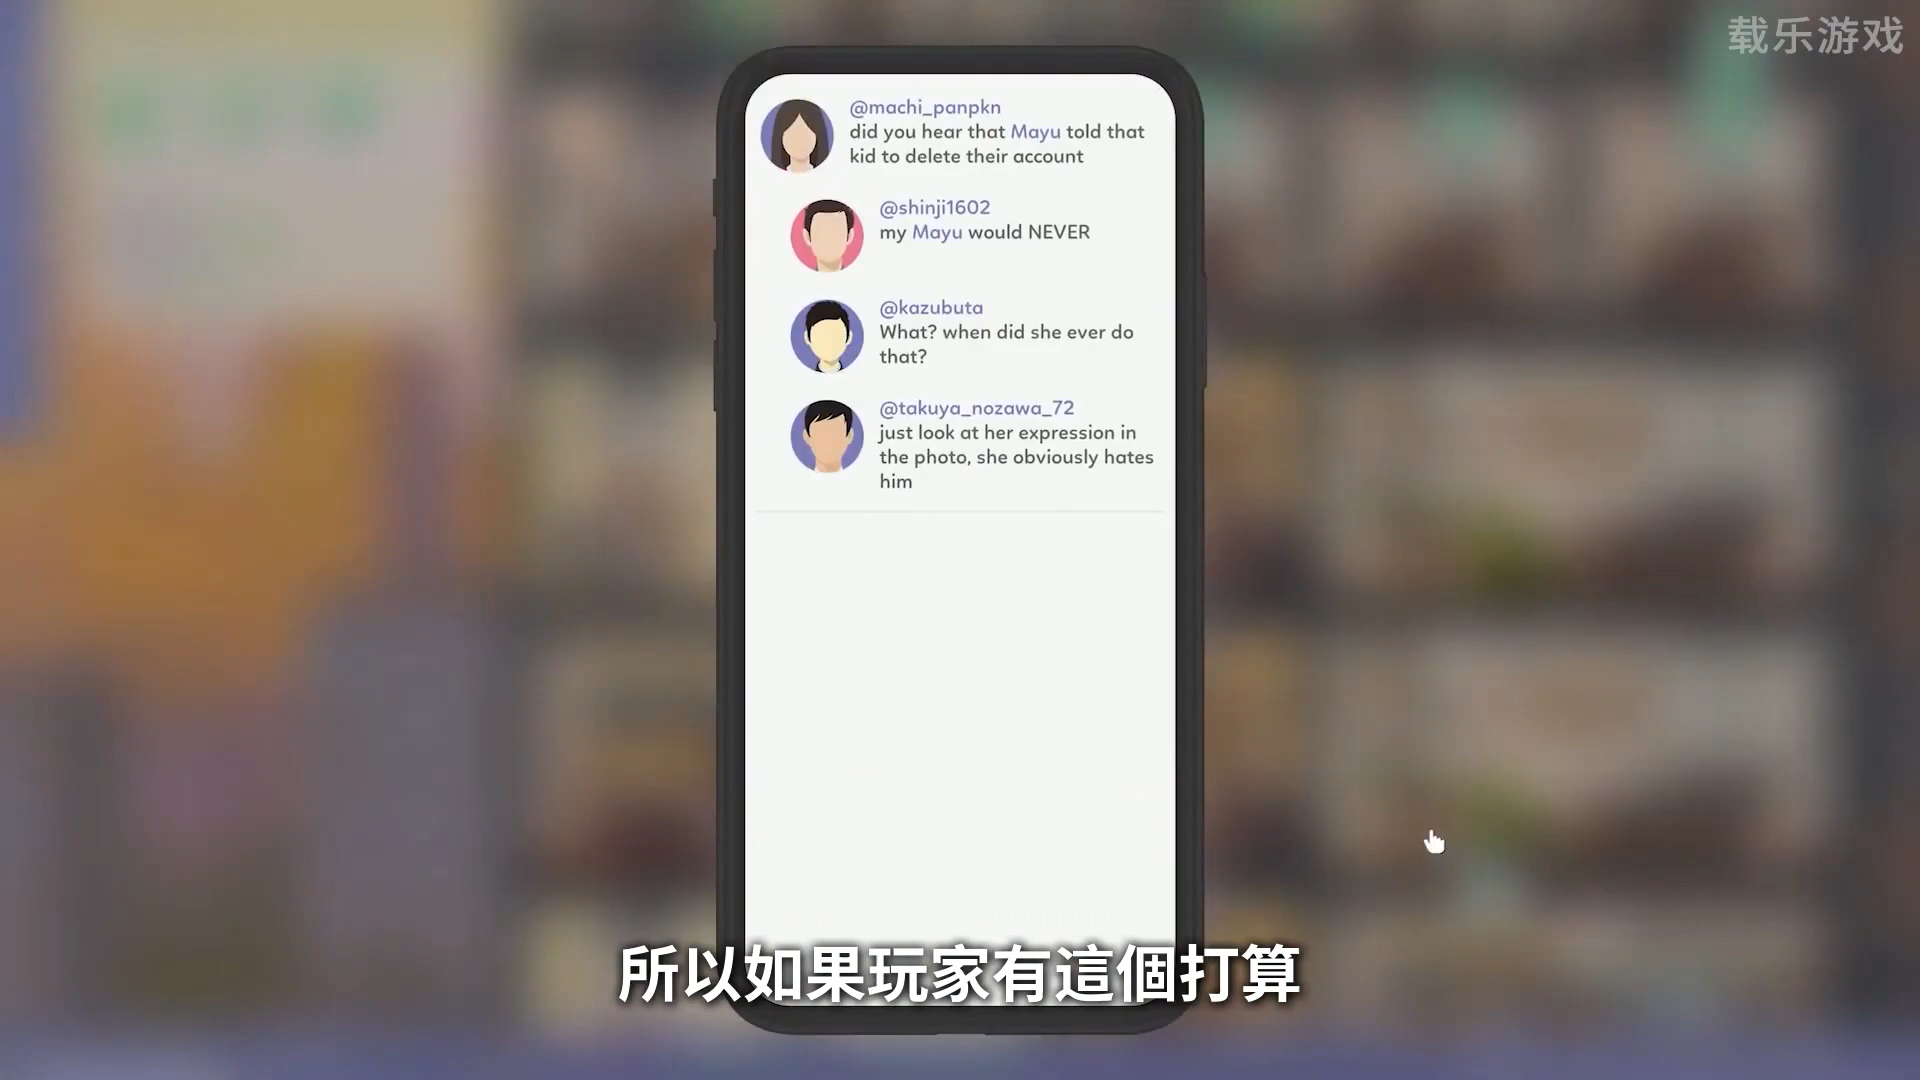 载乐游戏
@machi_panpkn
did you hear that Mayu told that
kid to delete their account
@shinji1602
my Mayu would NEVER
@kazubuta
What? when did she ever do
that?
@takuya_nozawa_72
just look at her expression in
the photo, she obviously hates
him
所以如果玩家有這個打算